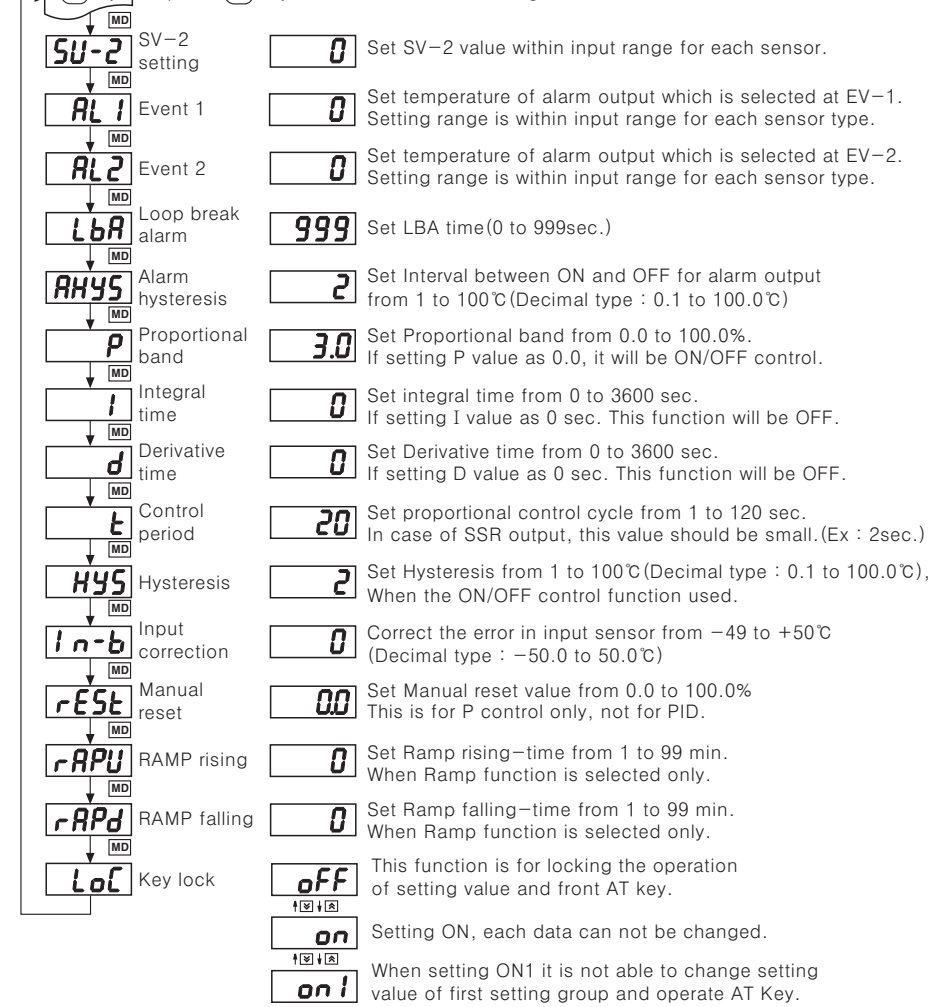 MD
SV-2 SV-2 setting 0 Set SV-2 value within input range for each sensor.
MD
AL1 Event 1 0 Set temperature of alarm output which is selected at EV-1.
Setting range is within input range for each sensor type.
MD
AL2 Event 2 0 Set temperature of alarm output which is selected at EV-2.
Setting range is within input range for each sensor type.
MD
LbA Loop break alarm 999 Set LBA time(0 to 999sec.)
MD
AHYS Alarm hysteresis 2 Set Interval between ON and OFF for alarm output
from 1 to 100℃(Decimal type : 0.1 to 100.0℃)
MD
P Proportional band 3.0 Set Proportional band from 0.0 to 100.0%.
If setting P value as 0.0, it will be ON/OFF control.
MD
I Integral time 0 Set integral time from 0 to 3600 sec.
If setting I value as 0 sec. This function will be OFF.
MD
d Derivative time 0 Set Derivative time from 0 to 3600 sec.
If setting D value as 0 sec. This function will be OFF.
MD
t Control period 20 Set proportional control cycle from 1 to 120 sec.
In case of SSR output, this value should be small.(Ex : 2sec.)
MD
HYS Hysteresis 2 Set Hysteresis from 1 to 100℃(Decimal type : 0.1 to 100.0℃),
When the ON/OFF control function used.
MD
In-b Input correction 0 Correct the error in input sensor from -49 to +50℃
(Decimal type : -50.0 to 50.0℃)
MD
rESt Manual reset 0.0 Set Manual reset value from 0.0 to 100.0%
This is for P control only, not for PID.
MD
rAPU RAMP rising 0 Set Ramp rising-time from 1 to 99 min.
When Ramp function is selected only.
MD
rAPd RAMP falling 0 Set Ramp falling-time from 1 to 99 min.
When Ramp function is selected only.
MD
LoC Key lock oFF This function is for locking the operation
of setting value and front AT key.
on Setting ON, each data can not be changed.
on1 When setting ON1 it is not able to change setting
value of first setting group and operate AT Key.